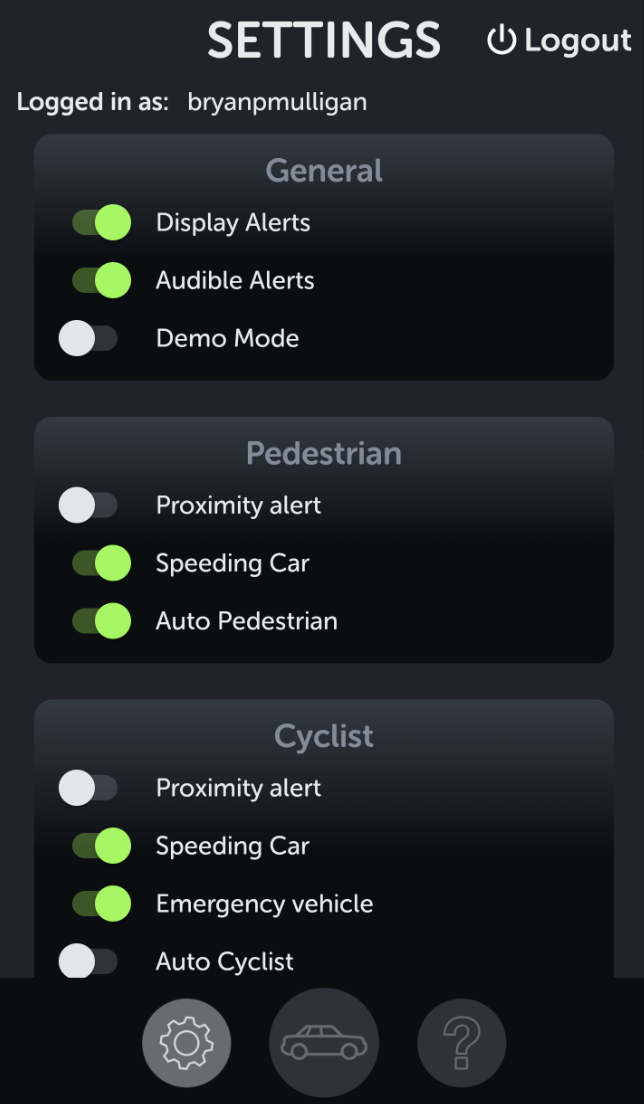 SETTINGS
Logout
Logged in as: bryanpmulligan
General
Display Alerts
Audible Alerts
Demo Mode
Pedestrian
Proximity alert
Speeding Car
Auto Pedestrian
Cyclist
Proximity alert
Speeding Car
Emergency vehicle
Auto Cyclist
?